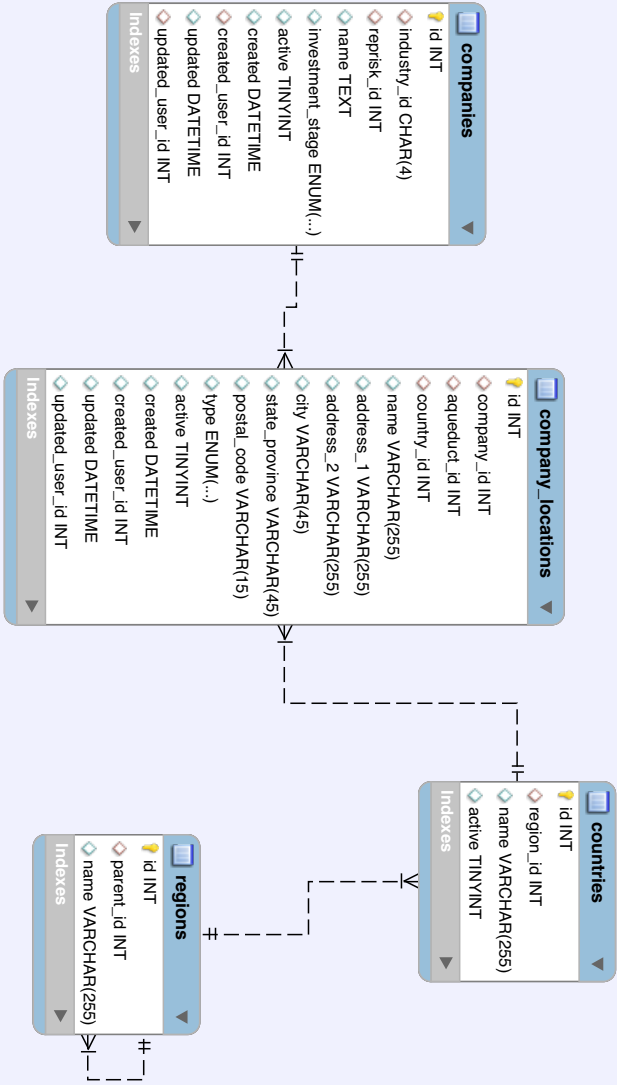 companies
id INT
industry_id CHAR(4)
reprisk_id INT
name TEXT
investment_stage ENUM(...)
active TINYINT
created DATETIME
created_user_id INT
updated DATETIME
updated_user_id INT
Indexes
company_locations
id INT
company_id INT
aqueduct_id INT
country_id INT
name VARCHAR(255)
address_1 VARCHAR(255)
address_2 VARCHAR(255)
city VARCHAR(45)
state_province VARCHAR(45)
postal_code VARCHAR(15)
type ENUM(...)
active TINYINT
created DATETIME
created_user_id INT
updated DATETIME
updated_user_id INT
Indexes
countries
id INT
region_id INT
name VARCHAR(255)
active TINYINT
Indexes
regions
id INT
parent_id INT
name VARCHAR(255)
Indexes